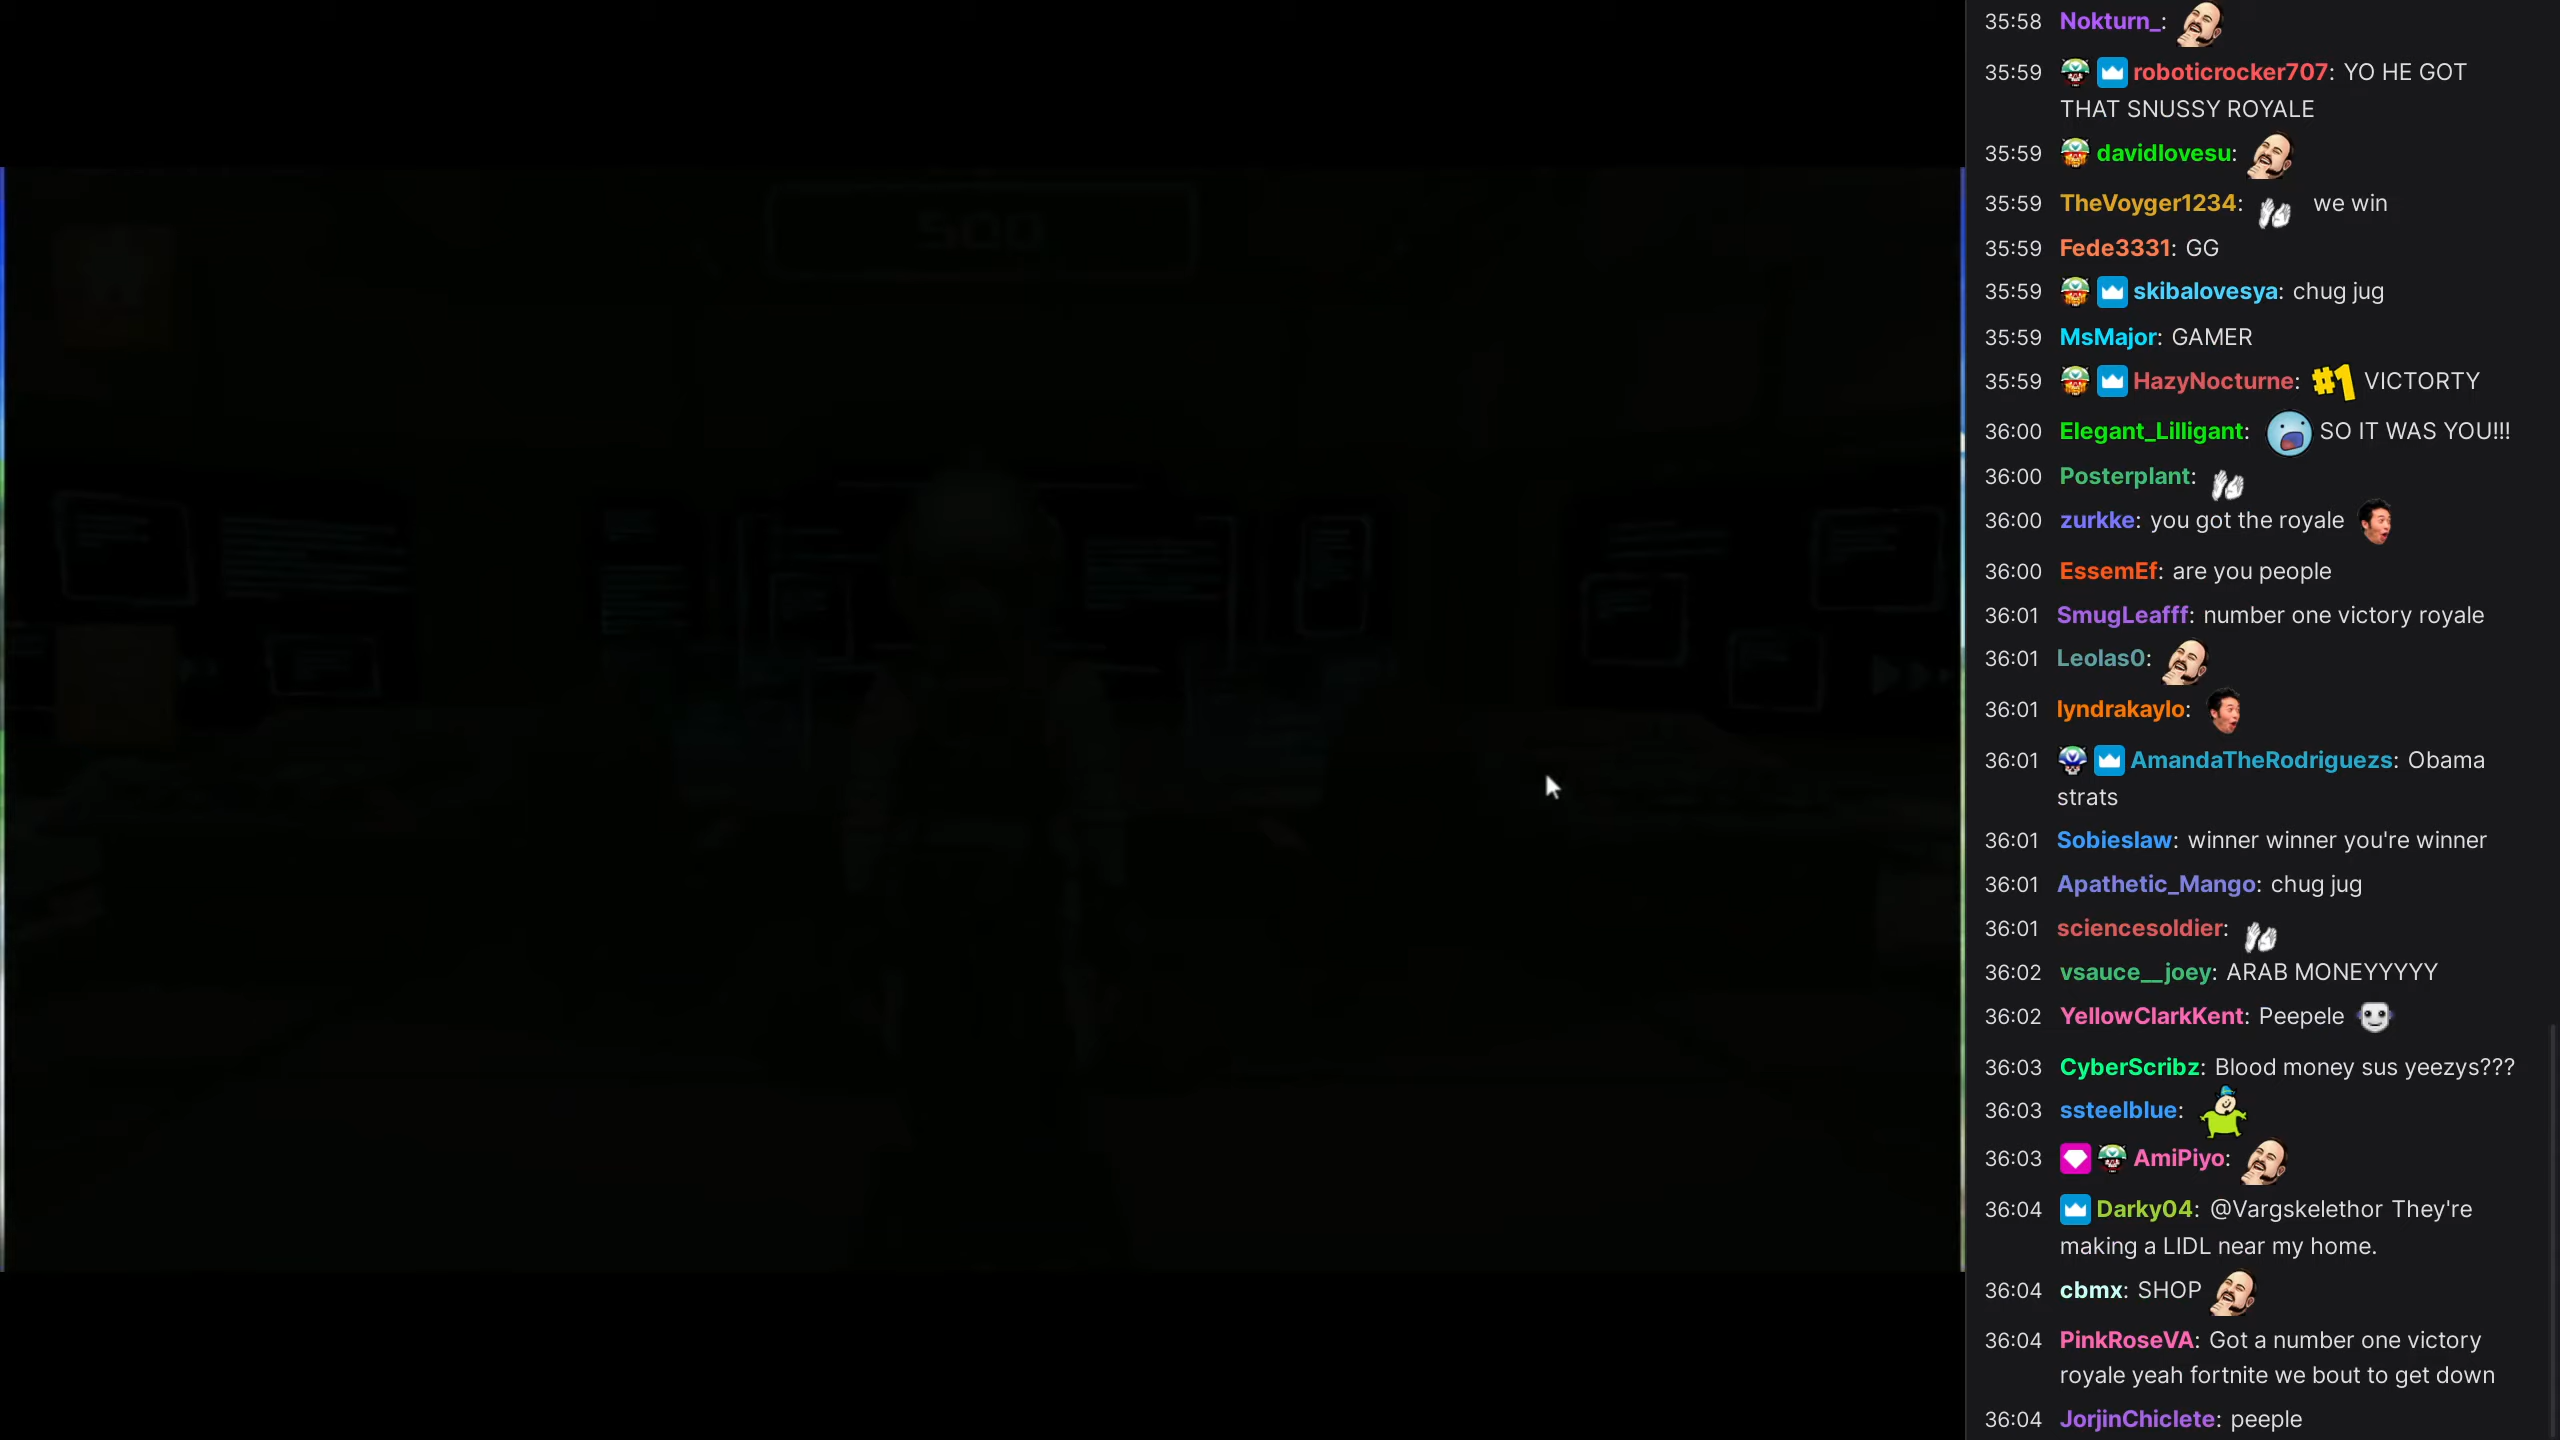 500
35:58 Nokturn_:
35:59 roboticrocker707: YO HE GOT
THAT SNUSSY ROYALE
35:59 davidlovesu:
35:59 TheVoyger1234: we win
35:59 Fede3331: GG
35:59 skibalovesya: chug jug
35:59 MsMajor: GAMER
35:59 HazyNocturne: #1 VICTORTY
36:00 Elegant_Lilligant: SO IT WAS YOU!!!
36:00 Posterplant:
36:00 zurkke: you got the royale
36:00 EssemEf: are you people
36:01 SmugLeafff: number one victory royale
36:01 Leolas0:
36:01 lyndrakaylo:
36:01 AmandaTheRodriguezs: Obama
strats
36:01 Sobieslaw: winner winner you're winner
36:01 Apathetic_Mango: chug jug
36:01 sciencesoldier:
36:02 vsauce__joey: ARAB MONEYYYYY
36:02 YellowClarkKent: Peepele
36:03 CyberScribz: Blood money sus yeezys???
36:03 ssteelblue:
36:03 AmiPiyo:
36:04 Darky04: @Vargskelethor They're
making a LIDL near my home.
36:04 cbmx: SHOP
36:04 PinkRoseVA: Got a number one victory
royale yeah fortnite we bout to get down
36:04 JorjinChiclete: peeple